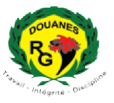 DOUANES
RG
Travail - Intégrité - Discipline